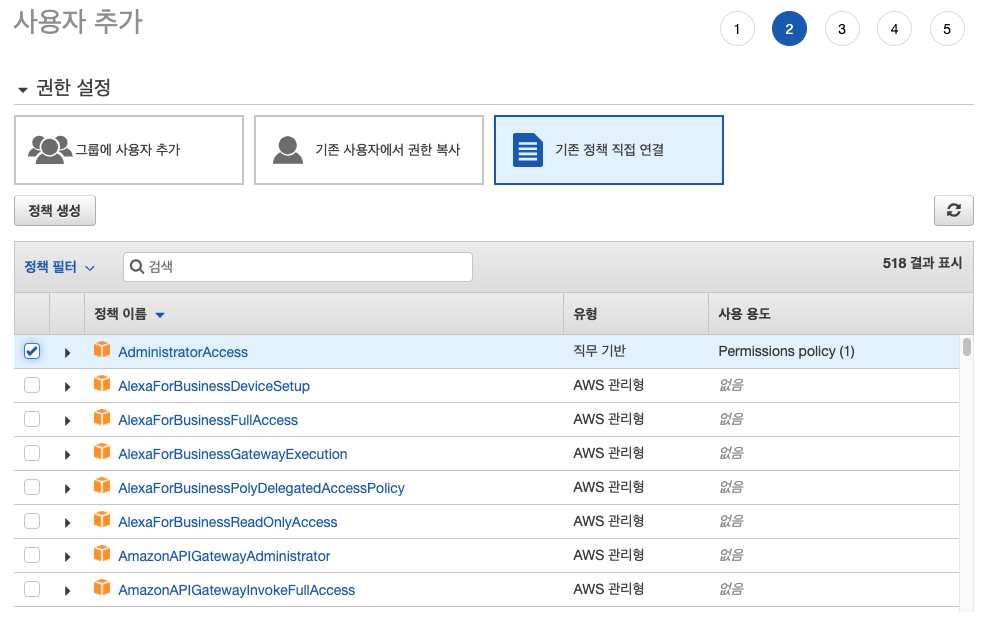 사용자 추가
1 2 3 4 5
권한 설정
그룹에 사용자 추가 기존 사용자에서 권한 복사 기존 정책 직접 연결
정책 생성
정책 필터 검색 518 결과 표시
정책 이름 유형 사용 용도
AdministratorAccess 직무 기반 Permissions policy (1)
AlexaForBusinessDeviceSetup AWS 관리형 없음
AlexaForBusinessFullAccess AWS 관리형 없음
AlexaForBusinessGatewayExecution AWS 관리형 없음
AlexaForBusinessPolyDelegatedAccessPolicy AWS 관리형 없음
AlexaForBusinessReadOnlyAccess AWS 관리형 없음
AmazonAPIGatewayAdministrator AWS 관리형 없음
AmazonAPIGatewayInvokeFullAccess AWS 관리형 없음